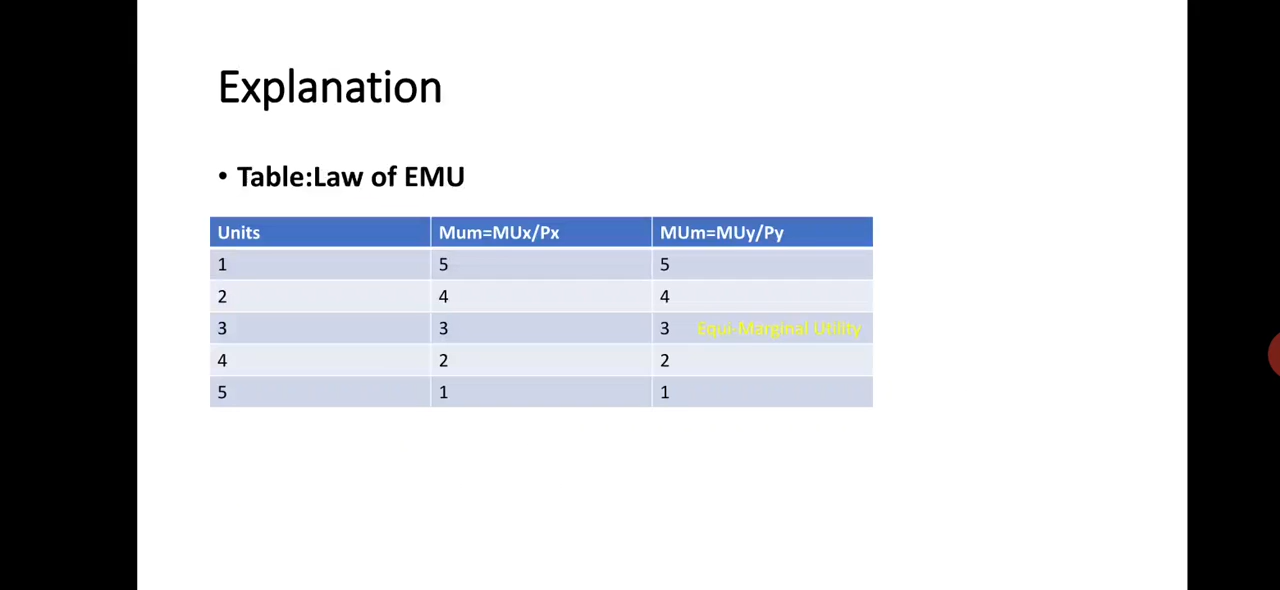 Explanation
• Table:Law of EMU
Units Mum=MUx/Px MUm=MUy/Py
1 5 5
2 4 4
3 3 3 Equi-Marginal Utility
4 2 2
5 1 1